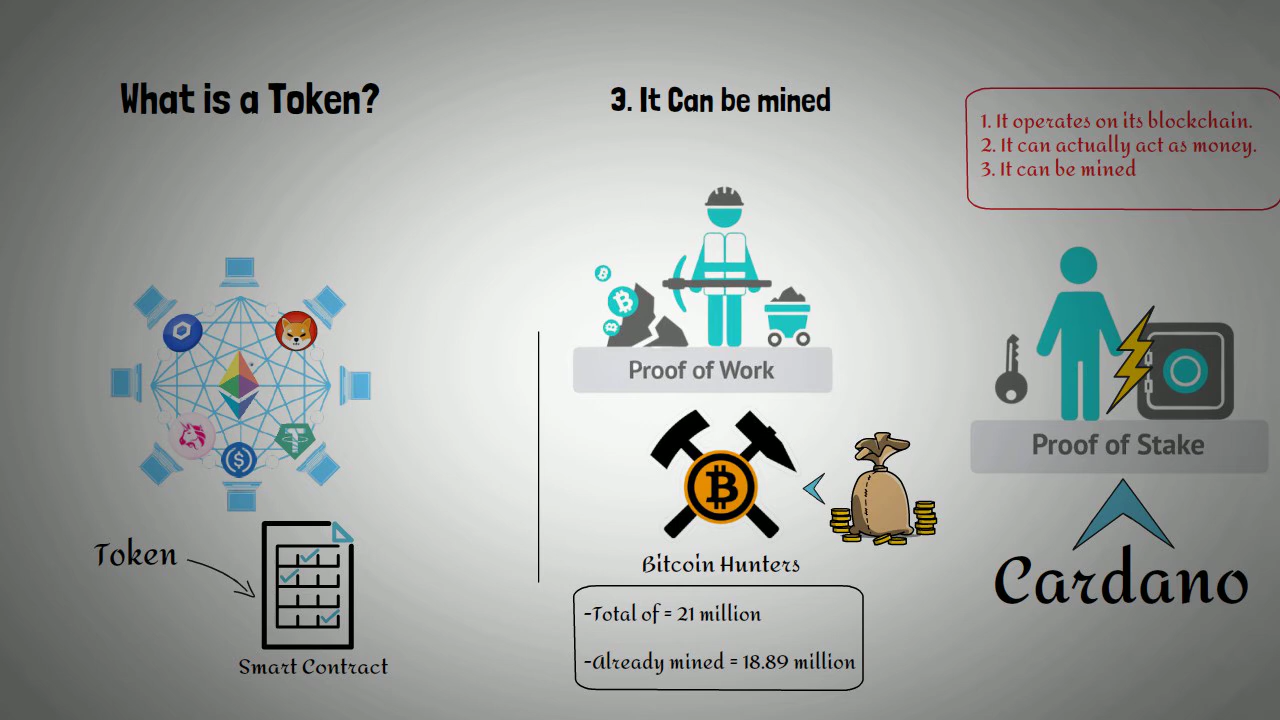 What is a Token?
Token
Smart Contract
3. It Can be mined
Proof of Work
Bitcoin Hunters
-Total of = 21 million
-Already mined = 18.89 million
1. It operates on its blockchain.
2. It can actually act as money.
3. It can be mined
Proof of Stake
Cardano